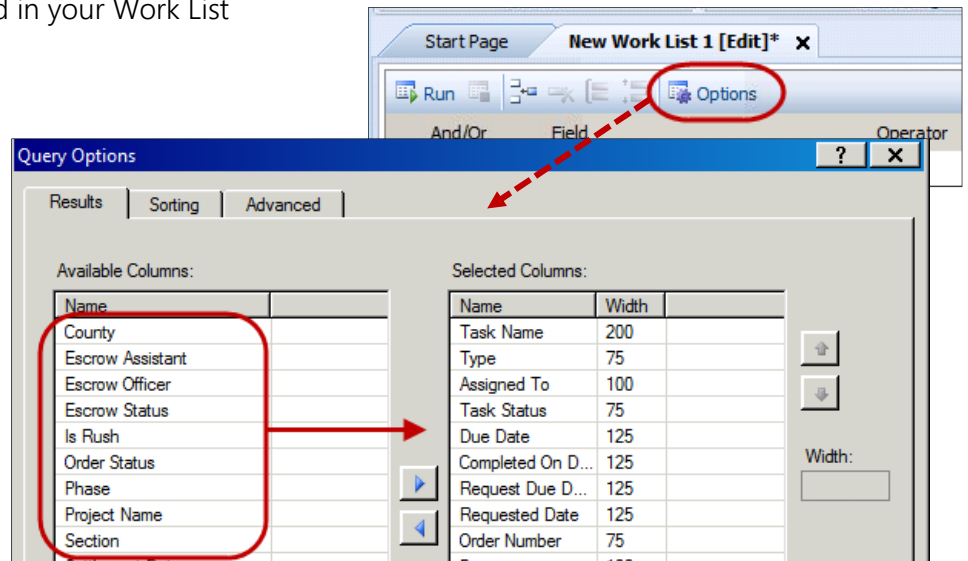 d in your Work List
Start Page New Work List 1 [Edit]* x
Run Options
And/Or Field Operator
Query Options ? X
Results Sorting Advanced
Available Columns: Selected Columns:
Name Name Width
County Task Name 200
Escrow Assistant Type 75
Escrow Officer Assigned To 100
Escrow Status Task Status 75
Is Rush Due Date 125
Order Status Completed On D... 125
Width:
Phase Request Due D... 125
Project Name Requested Date 125
Section Order Number 75